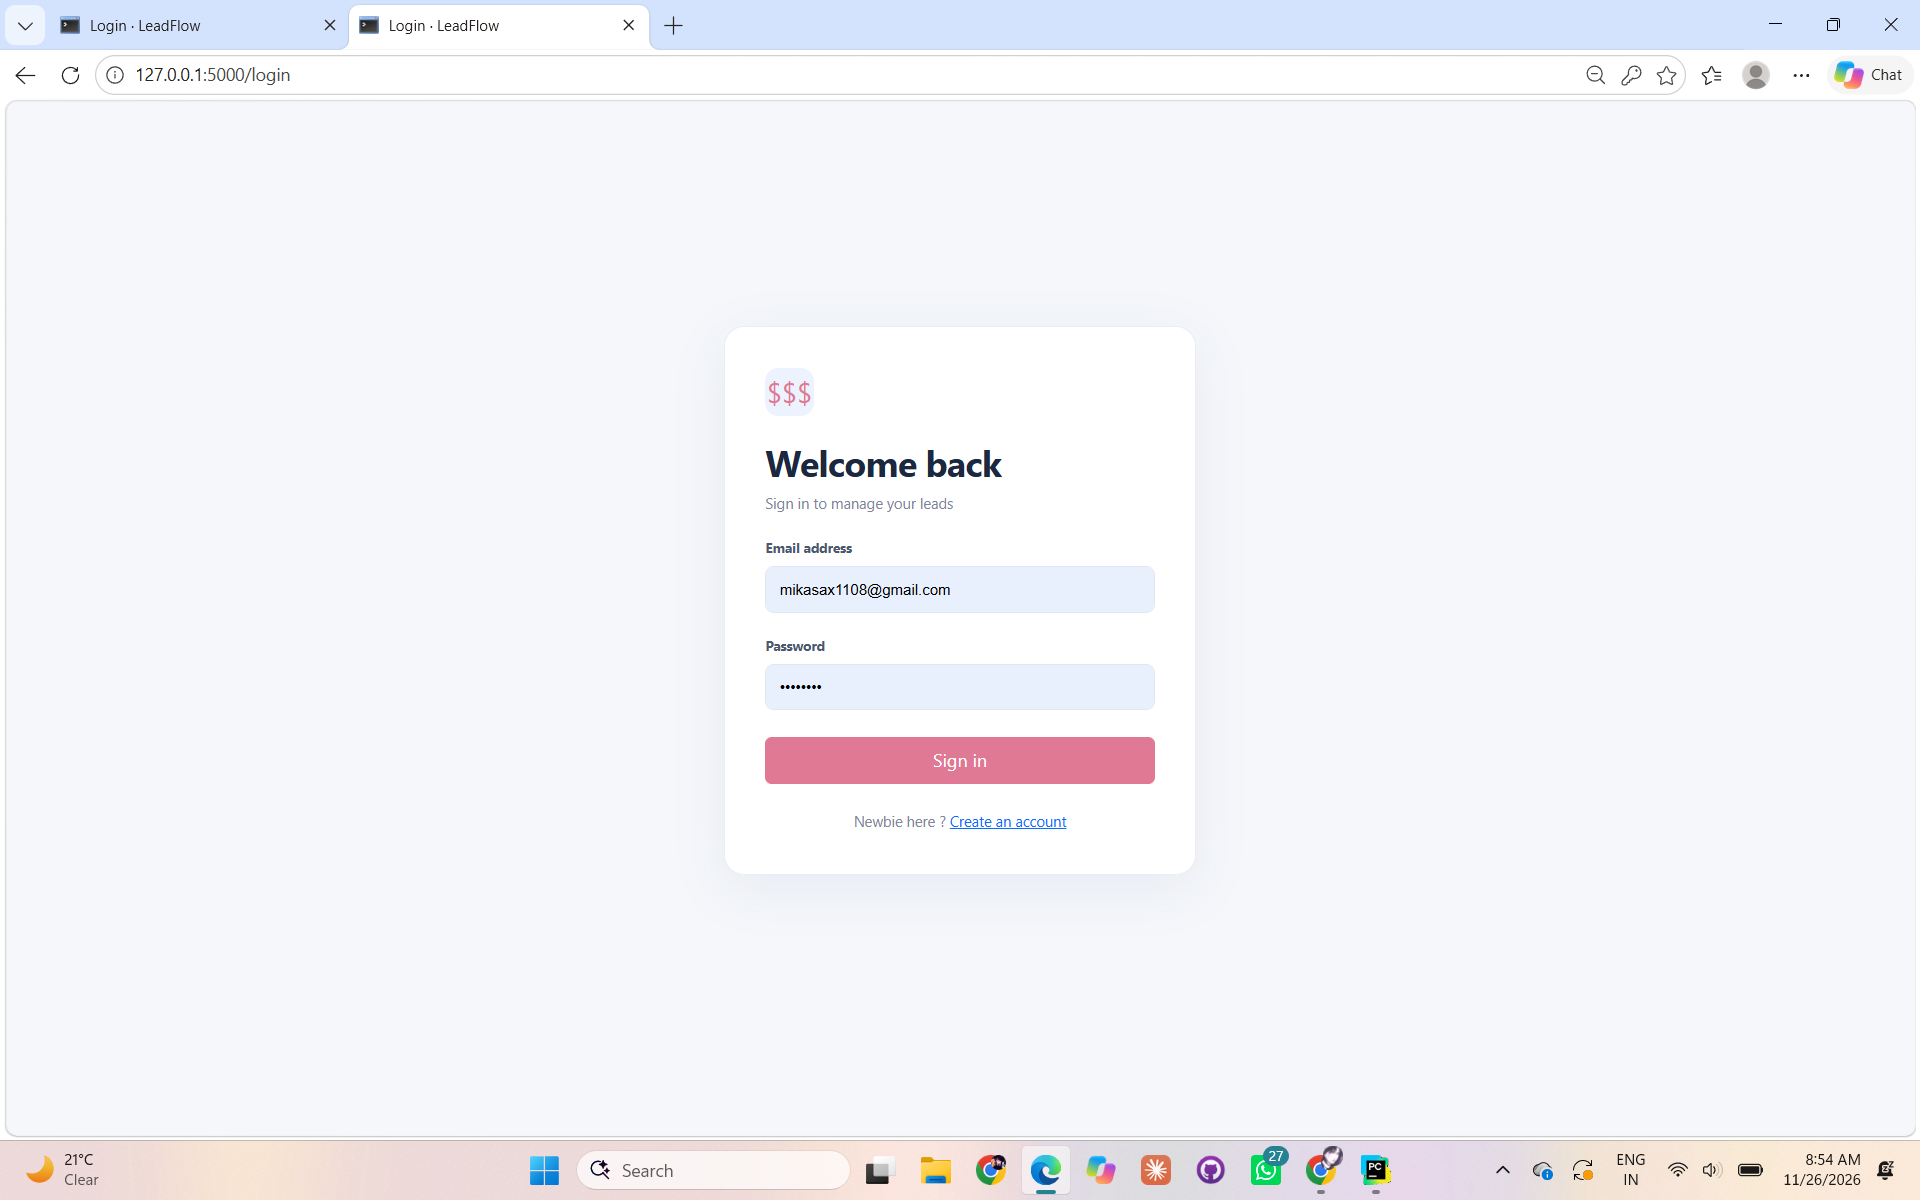 Login · LeadFlow
Login · LeadFlow
127.0.0.1:5000/login
Chat
$$$
Welcome back
Sign in to manage your leads
Email address
mikasax1108@gmail.com
Password
••••••••
Sign in
Newbie here ? Create an account
21°C
Clear
Search
27
PC
ENG
IN
8:54 AM
11/26/2026